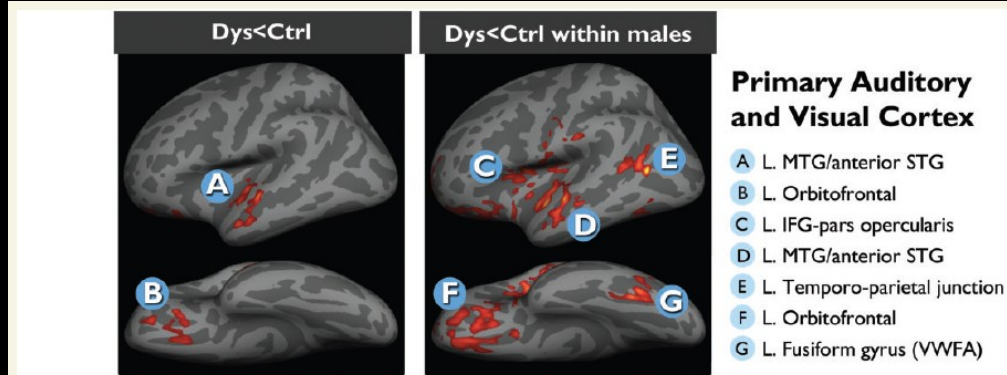 Dys<Ctrl
Dys<Ctrl within males
A
B
C
D
E
F
G
Primary Auditory
and Visual Cortex
A L. MTG/anterior STG
B L. Orbitofrontal
C L. IFG-pars opercularis
D L. MTG/anterior STG
E L. Temporo-parietal junction
F L. Orbitofrontal
G L. Fusiform gyrus (VWFA)